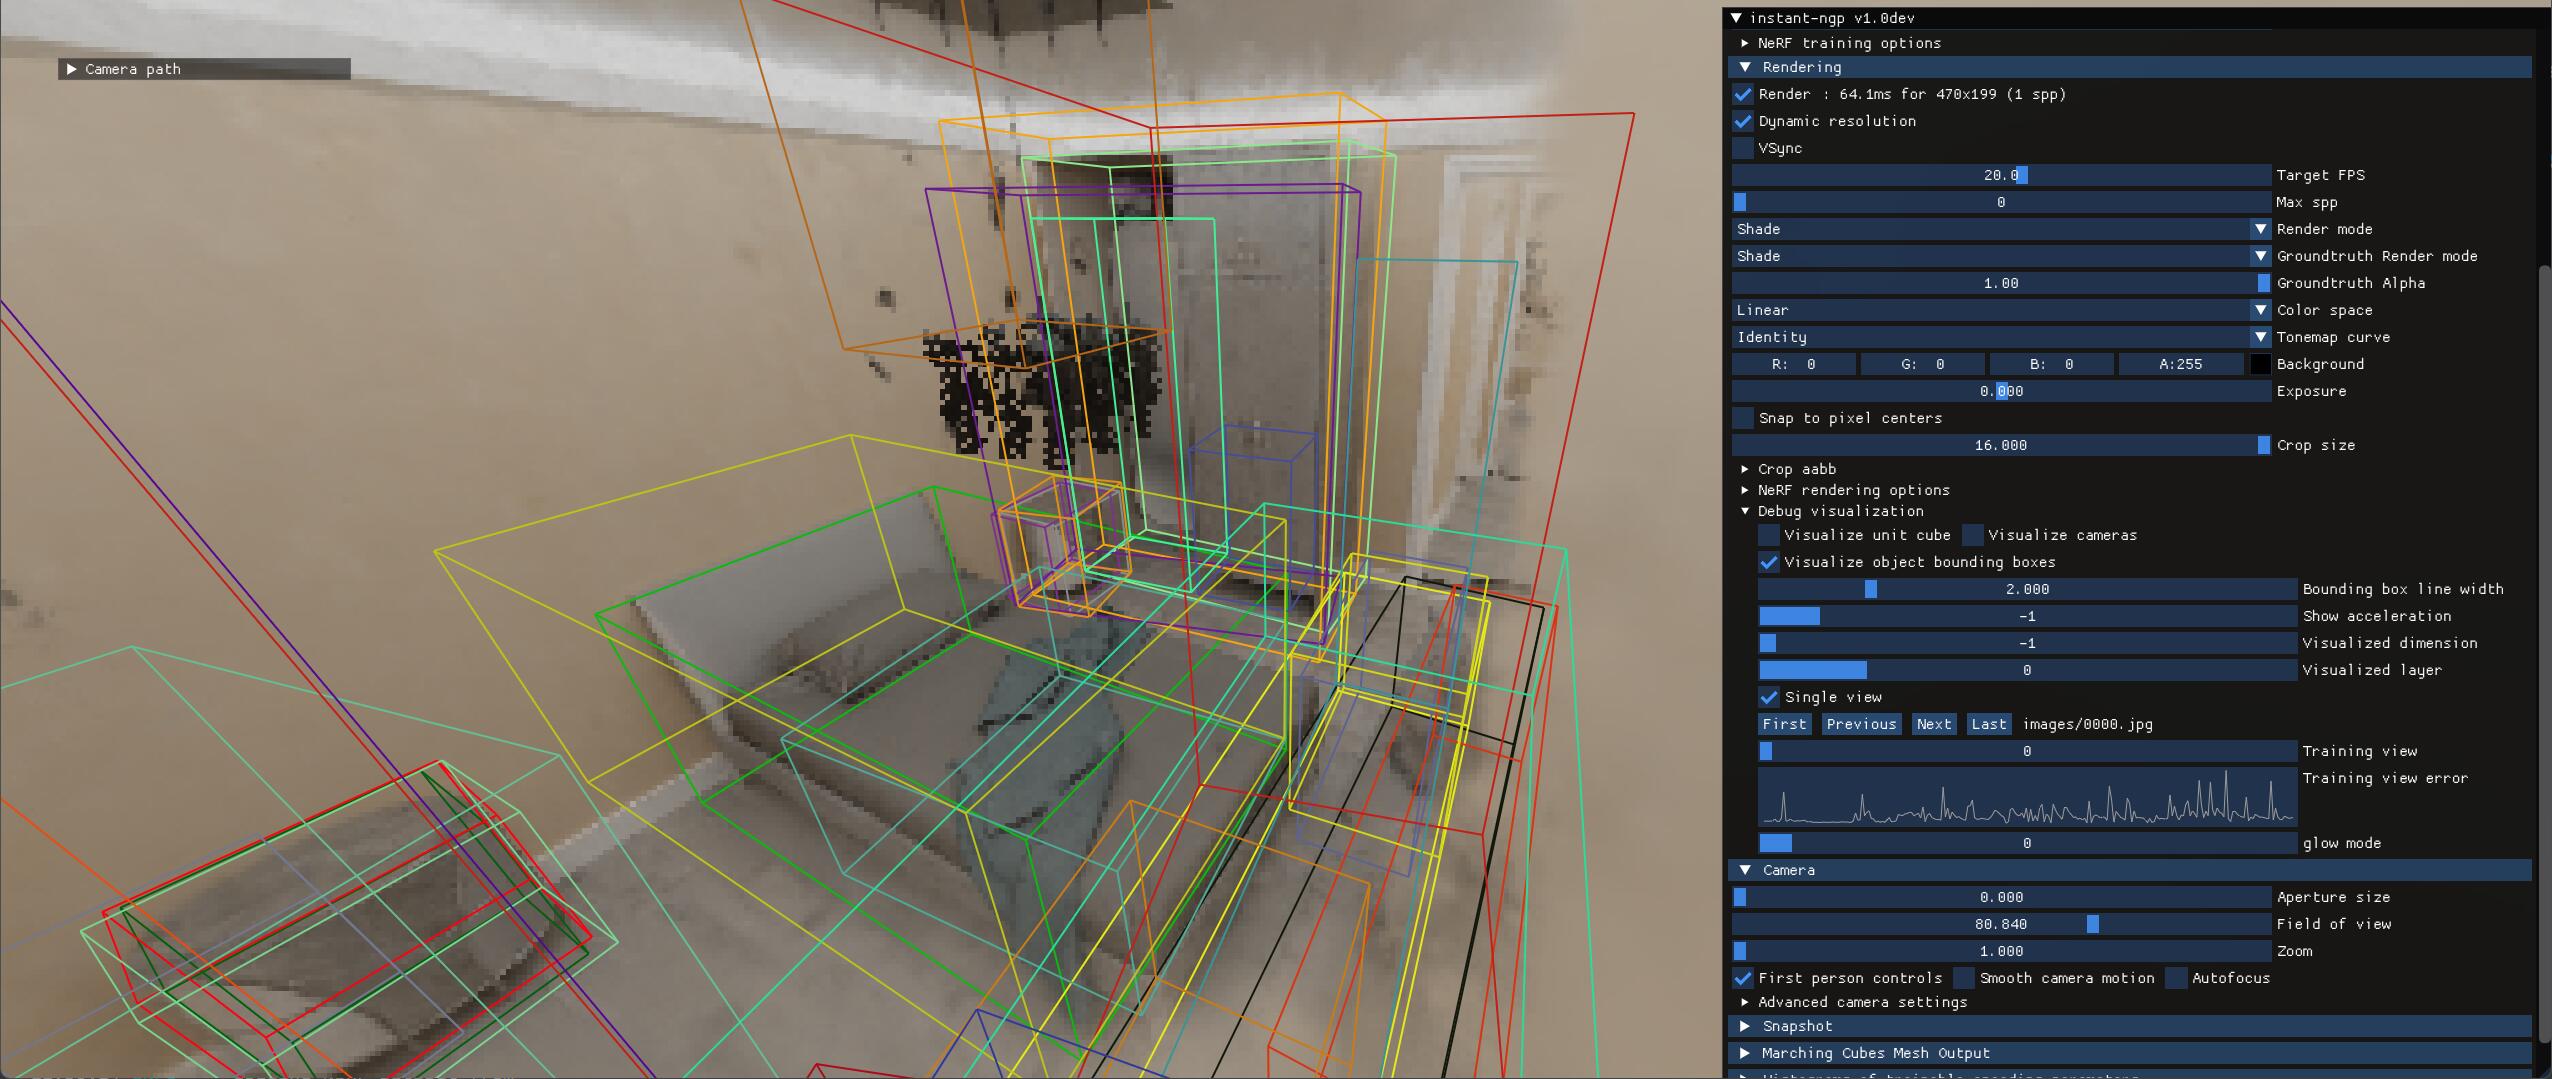 Camera path
instant-ngp v1.0dev
NeRF training options
Rendering
Render : 64.1ms for 470x199 (1 spp)
Dynamic resolution
VSync
20.0 Target FPS
0 Max spp
Shade Render mode
Shade Groundtruth Render mode
1.00 Groundtruth Alpha
Linear Color space
Identity Tonemap curve
R: 0 G: 0 B: 0 A:255 Background
0.000 Exposure
Snap to pixel centers
16.000 Crop size
Crop aabb
NeRF rendering options
Debug visualization
Visualize unit cube Visualize cameras
Visualize object bounding boxes
2.000 Bounding box line width
-1 Show acceleration
-1 Visualized dimension
0 Visualized layer
Single view
First Previous Next Last images/0000.jpg
0 Training view
Training view error
0 glow mode
Camera
0.000 Aperture size
80.840 Field of view
1.000 Zoom
First person controls Smooth camera motion Autofocus
Advanced camera settings
Snapshot
Marching Cubes Mesh Output